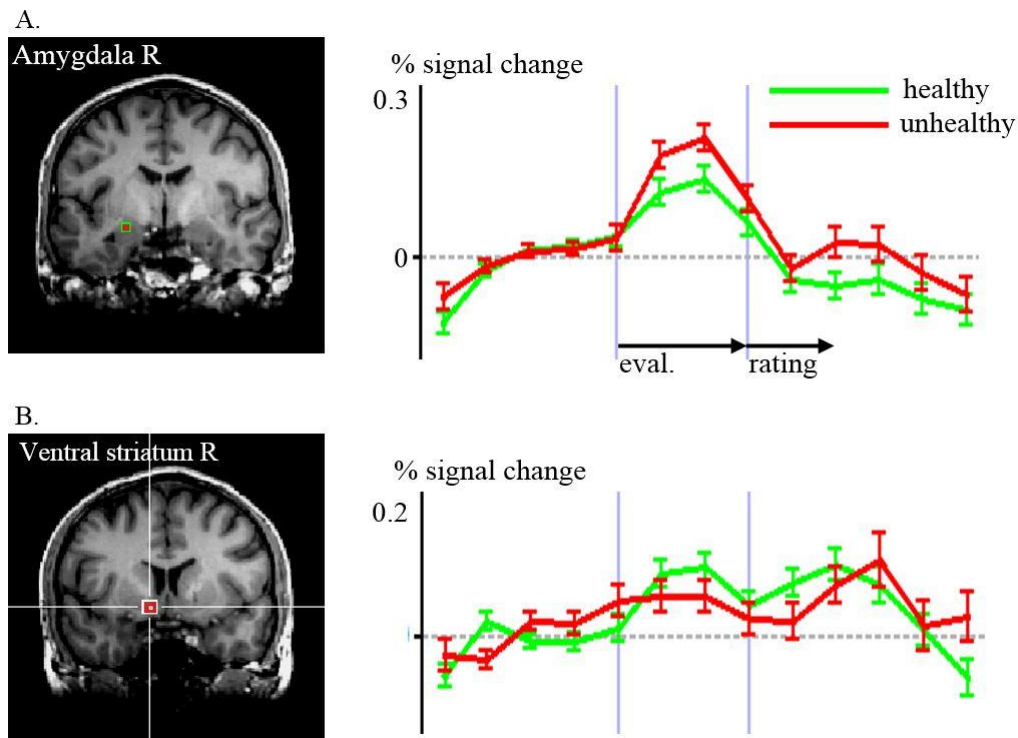 A.
Amygdala R
% signal change
0.3
healthy
unhealthy
0
eval.
rating
B.
Ventral striatum R
% signal change
0.2